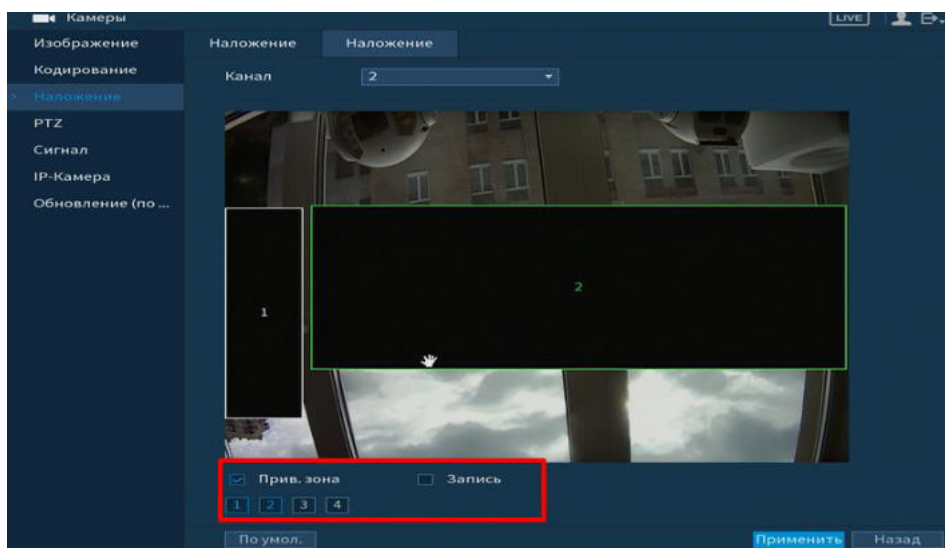 Камеры
LIVE
Изображение
Кодирование
Наложение
PTZ
Сигнал
IP-Камера
Обновление (по ...
Наложение Наложение
Канал 2
1
2
Прив. зона Запись
1 2 3 4
По умол. Применить Назад